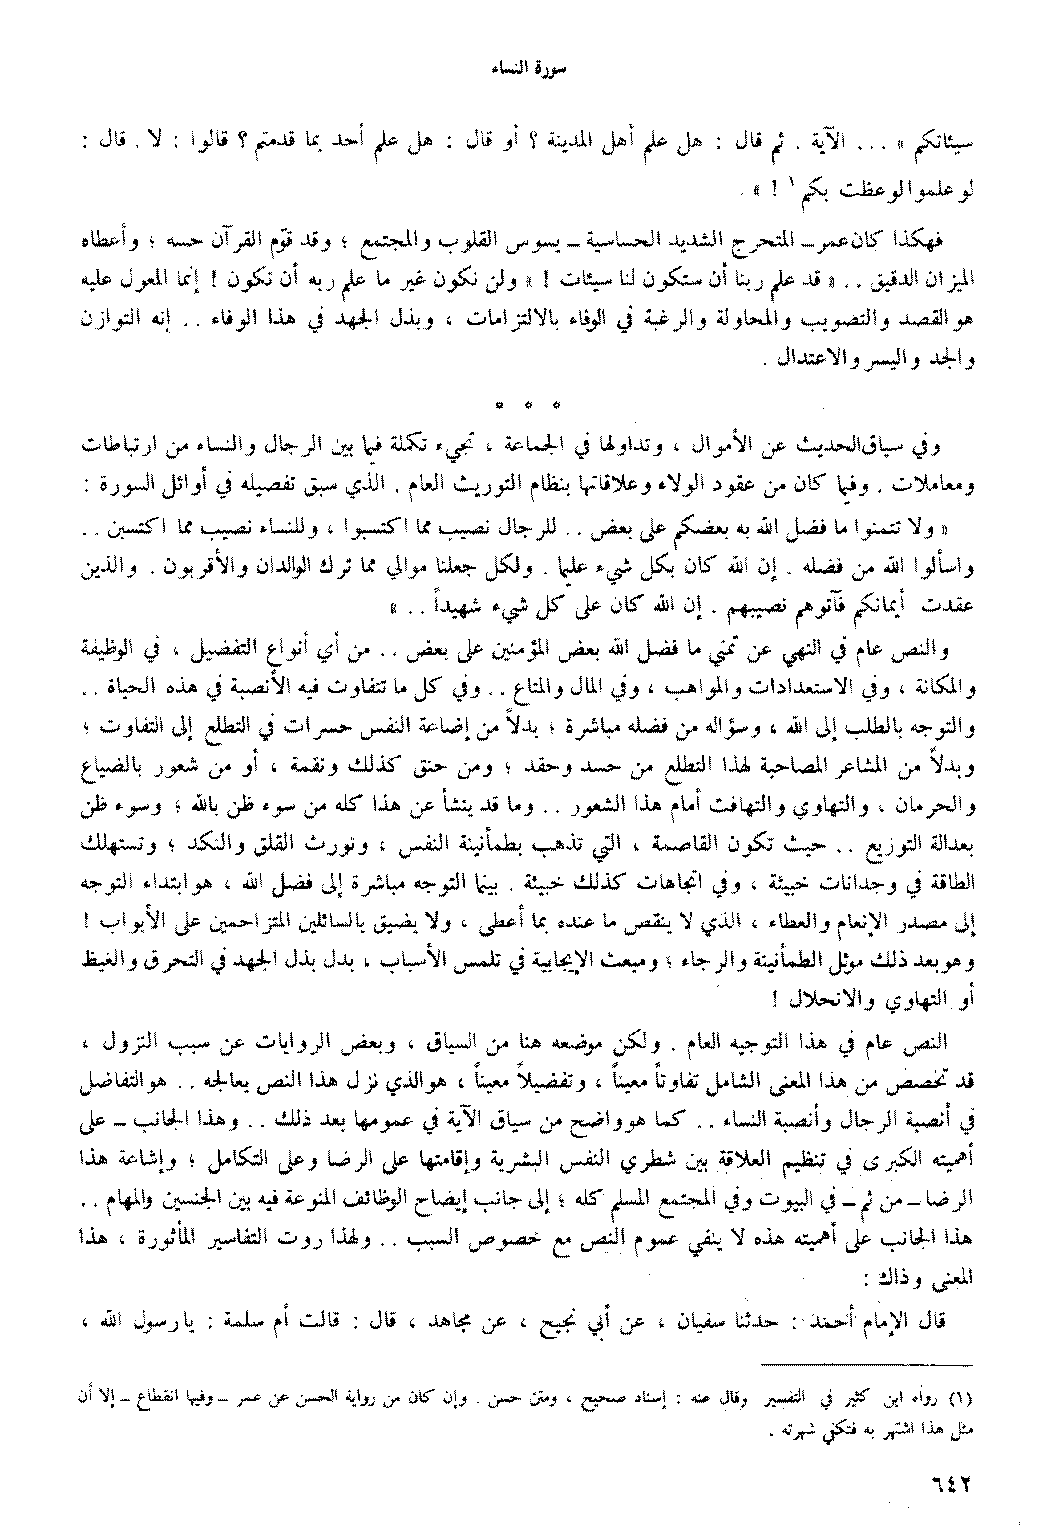 سورة النساء
سيئاتكم » ... الآية . ثم قال : هل علم أهل المدينة ؟ أو قال : هل علم أحد بما قدمتم ؟ قالوا : لا . قال :
لو علموا لوعظت بكم١ ! » .
فهكذا كان عمر ــ المتحرج الشديد الحساسية ــ يسوس القلوب والمجتمع ؛ وقد قوّم القرآن حسه ؛ وأعطاه
الميزان الدقيق . . « قد علم ربنا أن ستكون لنا سيئات ! » ولن نكون غير ما علم ربه أن نكون ! إنما المعول عليه
هو القصد والتصويب والمحاولة والرغبة في الوفاء بالالتزامات ، وبذل الجهد في هذا الوفاء . . إنه التوازن
والجد واليسر والاعتدال .
* * *
وفي سياق الحديث عن الأموال ، وتداولها في الجماعة ، تجيء تكملة فيما بين الرجال والنساء من ارتباطات
ومعاملات . وفيما كان من عقود الولاء وعلاقاتها بنظام التوريث العام . الذي سبق تفصيله في أوائل السورة :
« ولا تتمنوا ما فضل الله به بعضكم على بعض . . للرجال نصيب مما اكتسبوا ، وللنساء نصيب مما اكتسبن . .
واسألوا الله من فضله . إن الله كان بكل شيء عليما . ولكل جعلنا موالي مما ترك الوالدان والأقربون . والذين
عقدت أيمانكم فآتوهم نصيبهم . إن الله كان على كل شيء شهيداً . . »
والنص عام في النهي عن تمني ما فضل الله بعض المؤمنين على بعض . . من أي أنواع التفضيل ، في الوظيفة
والمكانة ، وفي الاستعدادات والمواهب ، وفي المال والمتاع . . وفي كل ما تتفاوت فيه الأنصبة في هذه الحياة . .
والتوجه بالطلب إلى الله ، وسؤاله من فضله مباشرة ؛ بدلاً من إضاعة النفس حسرات في التطلع إلى التفاوت ؛
وبدلاً من المشاعر المصاحبة لهذا التطلع من حسد وحقد ؛ ومن حنق كذلك ونقمة ، أو من شعور بالضياع
والحرمان ، والتهاوي والتهافت أمام هذا الشعور . . وما قد ينشأ عن هذا كله من سوء ظن بالله ؛ وسوء ظن
بعدالة التوزيع . . حيث تكون القاصمة ، التي تذهب بطمأنينة النفس ، وتورث القلق والنكد ؛ وتستهلك
الطاقة في وجدانات خبيثة ، وفي اتجاهات كذلك خبيثة . بينما التوجه مباشرة إلى فضل الله ، هو ابتداء التوجه
إلى مصدر الإنعام والعطاء ، الذي لا ينقص ما عنده بما أعطى ، ولا يضيق بالسائلين المتزاحمين على الأبواب !
وهو بعد ذلك موئل الطمأنينة والرجاء ؛ ومبعث الإيجابية في تلمس الأسباب ، بدل بذل الجهد في التحرق والغيظ
أو التهاوي والانحلال !
النص عام في هذا التوجيه العام . ولكن موضعه هنا من السياق ، وبعض الروايات عن سبب النزول ،
قد تخصص من هذا المعنى الشامل تفاوتاً معيناً ، وتفضيلاً معيناً ، هو الذي نزل هذا النص يعالجه . . هو التفاضل
في أنصبة الرجال وأنصبة النساء . . كما هو واضح من سياق الآية في عمومها بعد ذلك . . وهذا الجانب ــ على
أهميته الكبرى في تنظيم العلاقة بين شطري النفس البشرية وإقامتها على الرضا وعلى التكامل ؛ وإشاعة هذا
الرضا ــ من ثم ــ في البيوت وفي المجتمع المسلم كله ؛ إلى جانب إيضاح الوظائف المنوعة فيه بين الجنسين والمهام . .
هذا الجانب على أهميته هذه لا ينفي عموم النص مع خصوص السبب . . ولهذا روت التفاسير المأثورة ، هذا
المعنى وذاك :
قال الإمام أحمد : حدثنا سفيان ، عن أبي نجيح ، عن مجاهد ، قال : قالت أم سلمة : يا رسول الله ،
(١) رواه ابن كثير في التفسير وقال عنه : إسناد صحيح ، ومتن حسن . وإن كان من رواية الحسن عن عمر ــ وفيها انقطاع ــ إلا أن
مثل هذا اشتهر به فتكفي شهرته .
٦٤٢